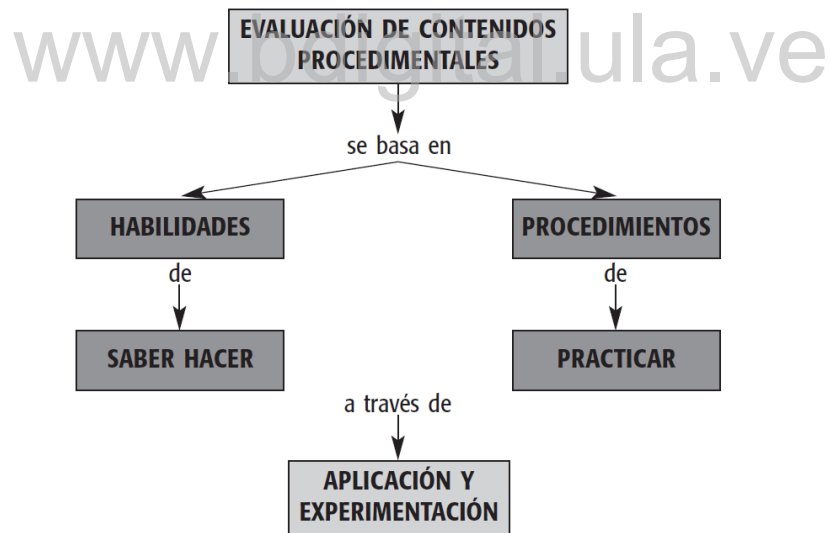 EVALUACIÓN DE CONTENIDOS
PROCEDIMENTALES
www.bdigital.ula.ve
se basa en
HABILIDADES
PROCEDIMIENTOS
de
de
SABER HACER
PRACTICAR
a través de
APLICACIÓN Y
EXPERIMENTACIÓN